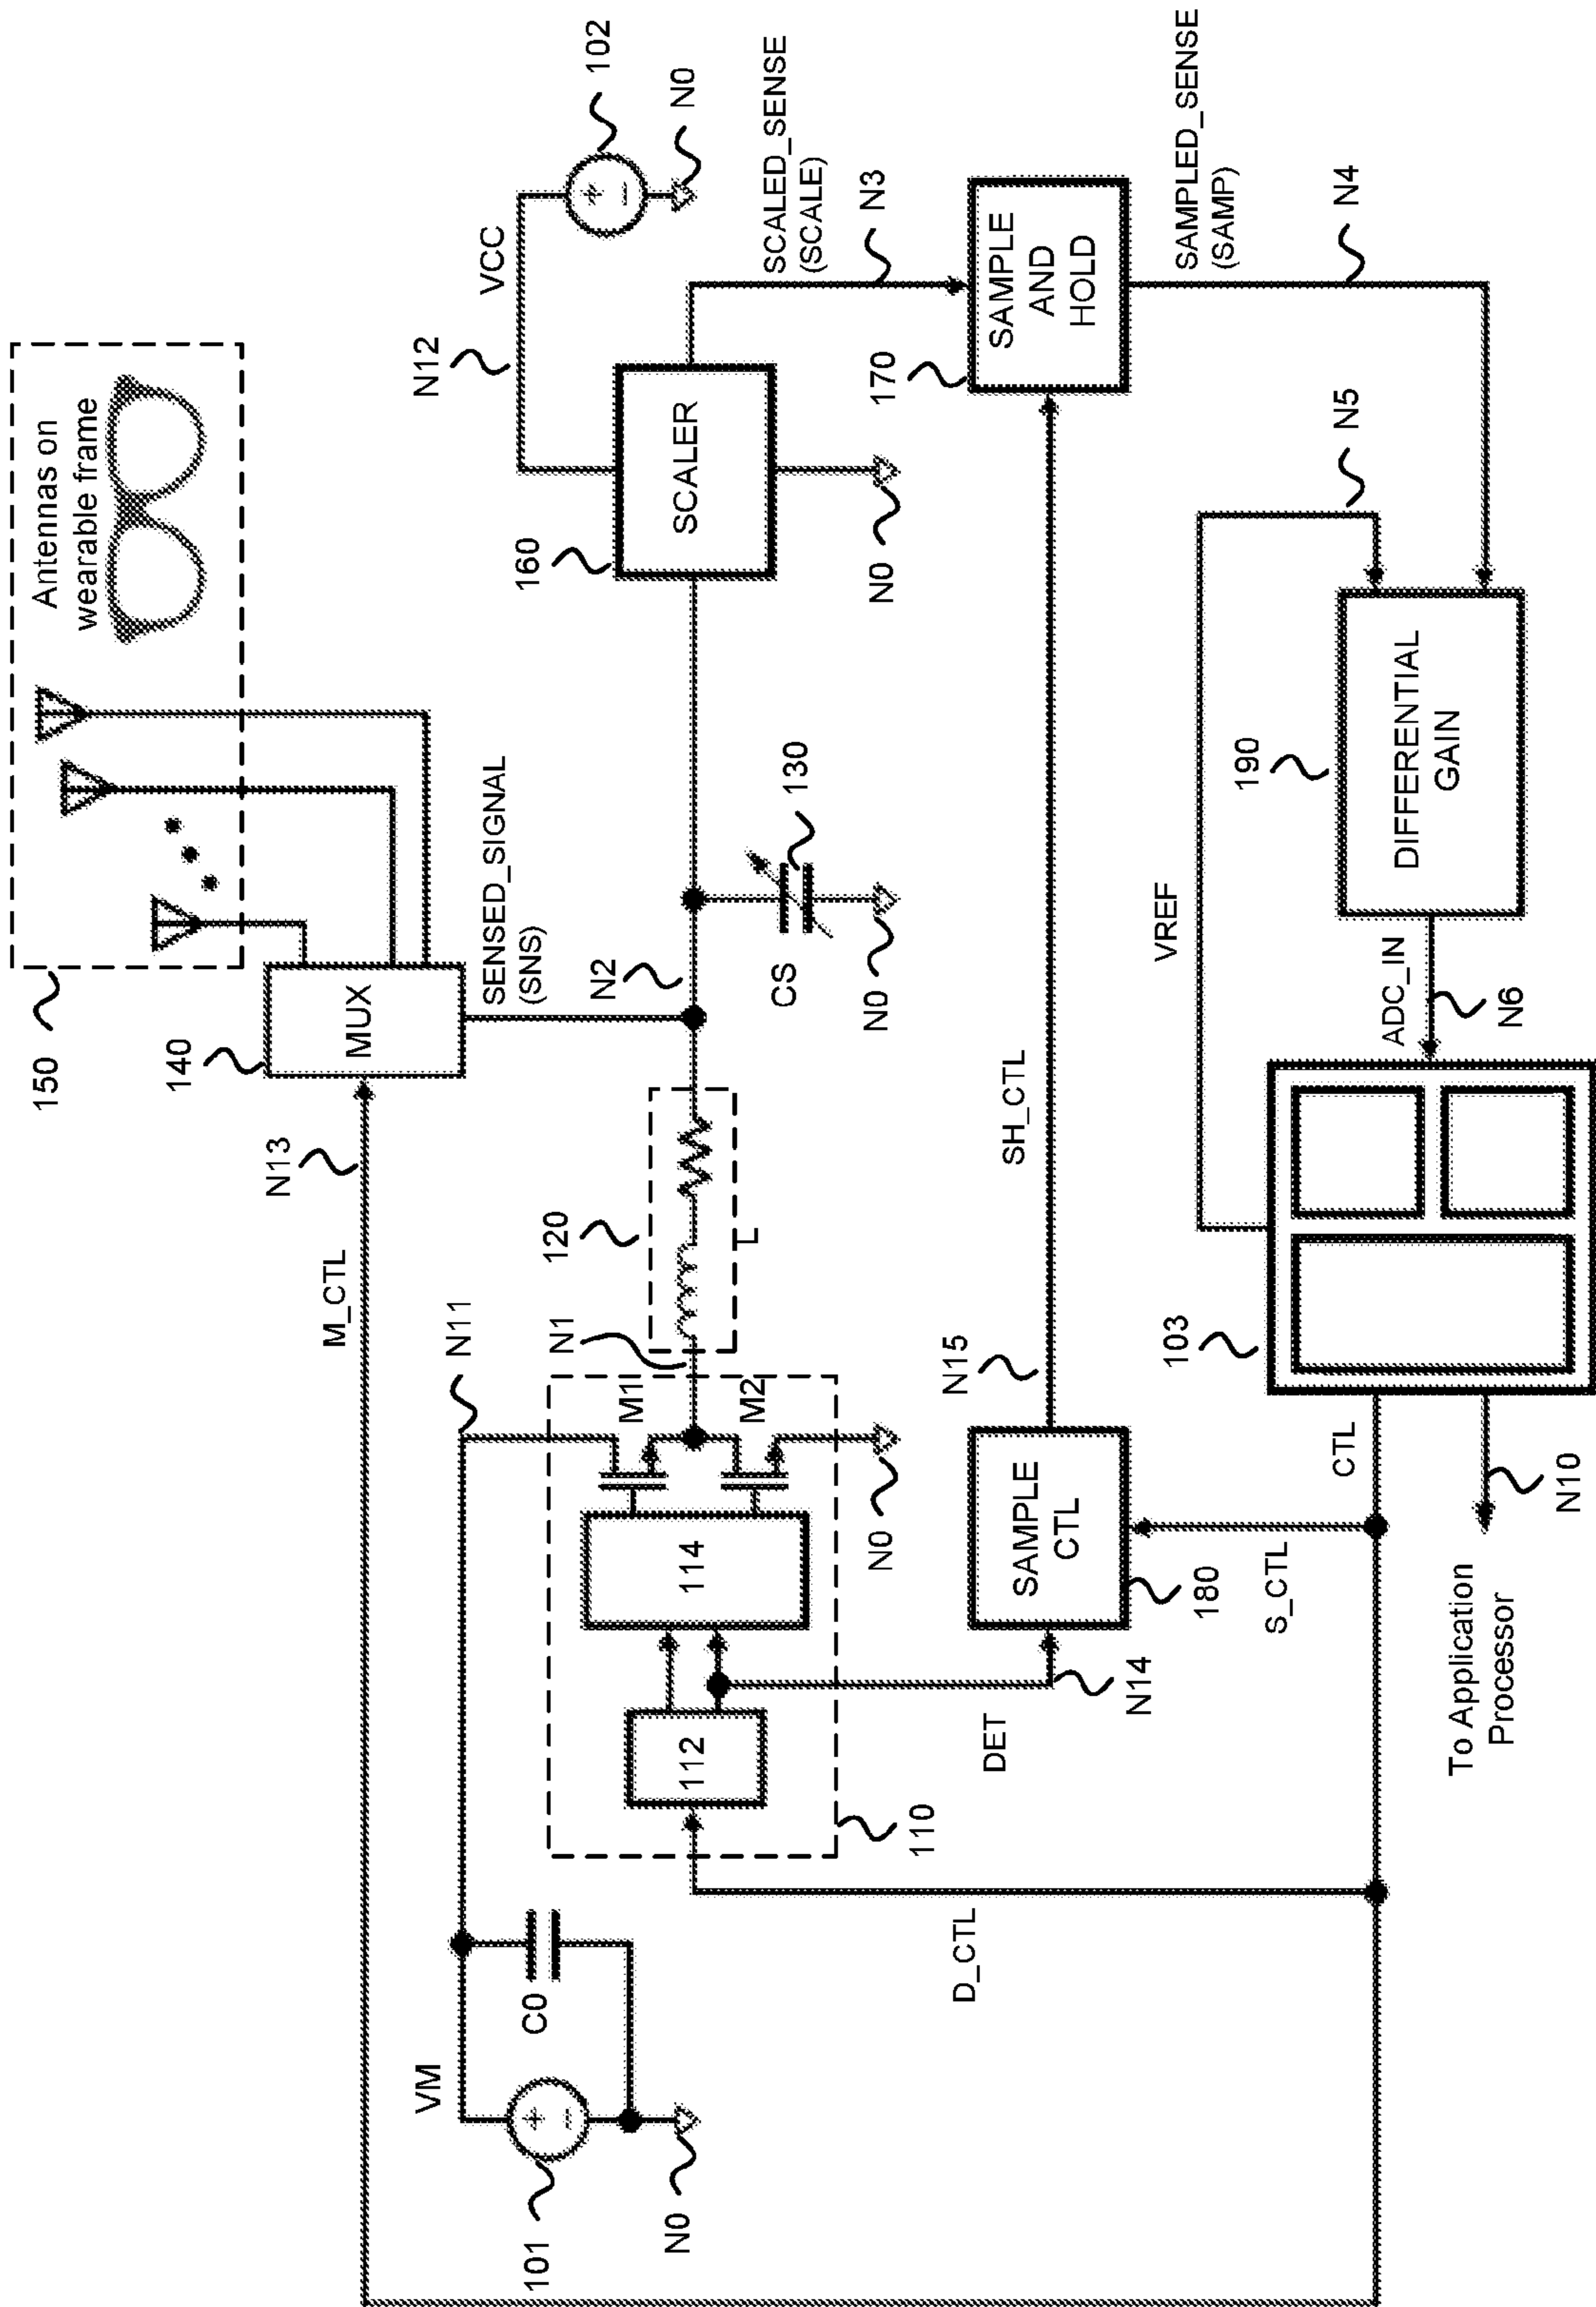 Antennas on
wearable frame
150
140
MUX
N13
M_CTL
SENSED_SIGNAL
(SNS)
VM
101
C0
N0
N11
110
112
114
M1
M2
N0
N1
120
L
N2
CS
130
N0
160
SCALER
N0
N12
VCC
102
N0
SCALED_SENSE
(SCALE)
N3
D_CTL
DET
N14
SAMPLE
CTL
180
S_CTL
N15
SH_CTL
170
SAMPLE
AND
HOLD
SAMPLED_SENSE
(SAMP)
N4
N5
VREF
190
DIFFERENTIAL
GAIN
ADC_IN
N6
103
CTL
N10
To Application
Processor